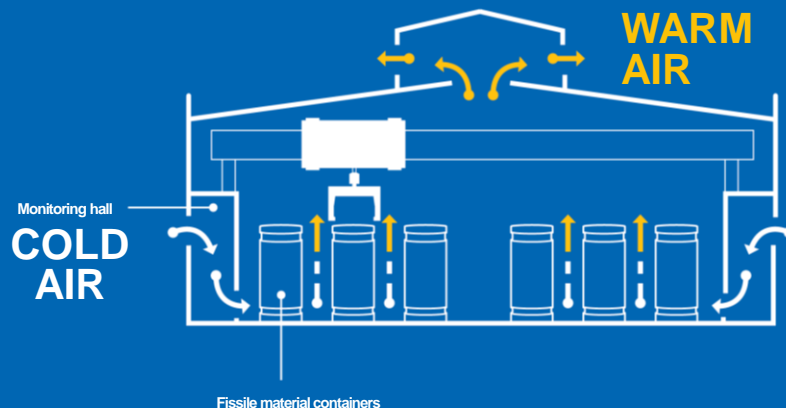 WARM
AIR
Monitoring hall
COLD
AIR
Fissile material containers